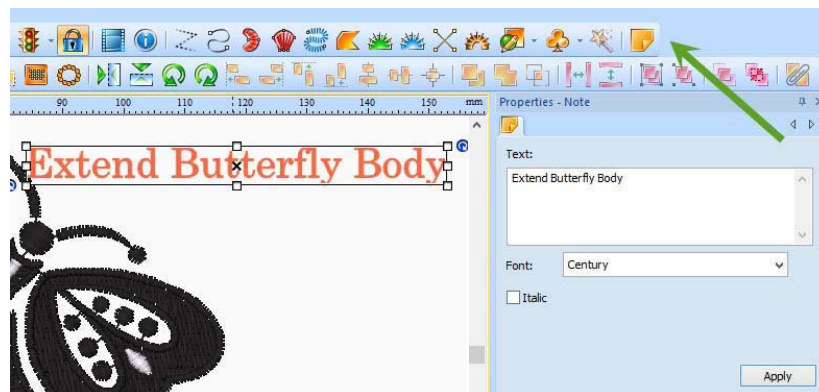 90 100 110 120 130 140 150 mm
Properties - Note
Extend Butterfly Body
Text:
Extend Butterfly Body
Font: Century
Italic
Apply